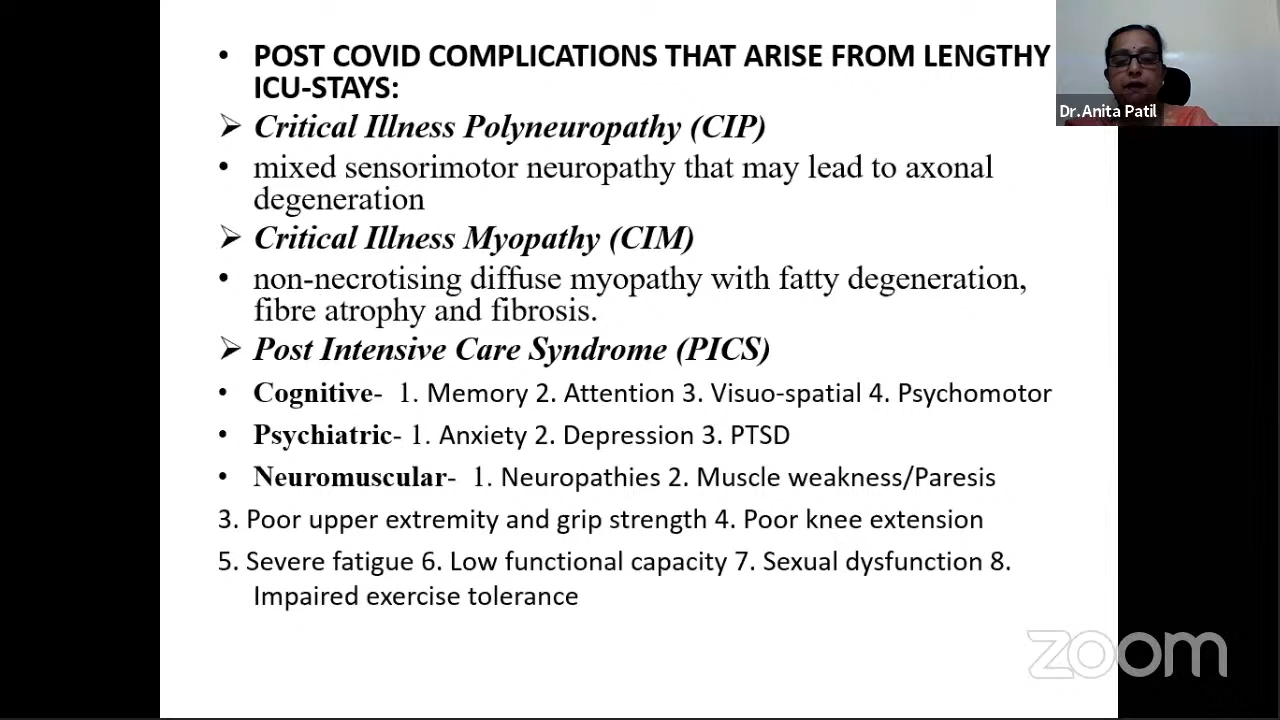 • POST COVID COMPLICATIONS THAT ARISE FROM LENGTHY
ICU-STAYS:
➢ Critical Illness Polyneuropathy (CIP)
• mixed sensorimotor neuropathy that may lead to axonal
degeneration
➢ Critical Illness Myopathy (CIM)
• non-necrotising diffuse myopathy with fatty degeneration,
fibre atrophy and fibrosis.
➢ Post Intensive Care Syndrome (PICS)
• Cognitive- 1. Memory 2. Attention 3. Visuo-spatial 4. Psychomotor
• Psychiatric- 1. Anxiety 2. Depression 3. PTSD
• Neuromuscular- 1. Neuropathies 2. Muscle weakness/Paresis
3. Poor upper extremity and grip strength 4. Poor knee extension
5. Severe fatigue 6. Low functional capacity 7. Sexual dysfunction 8.
Impaired exercise tolerance
Dr.Anita Patil
zoom